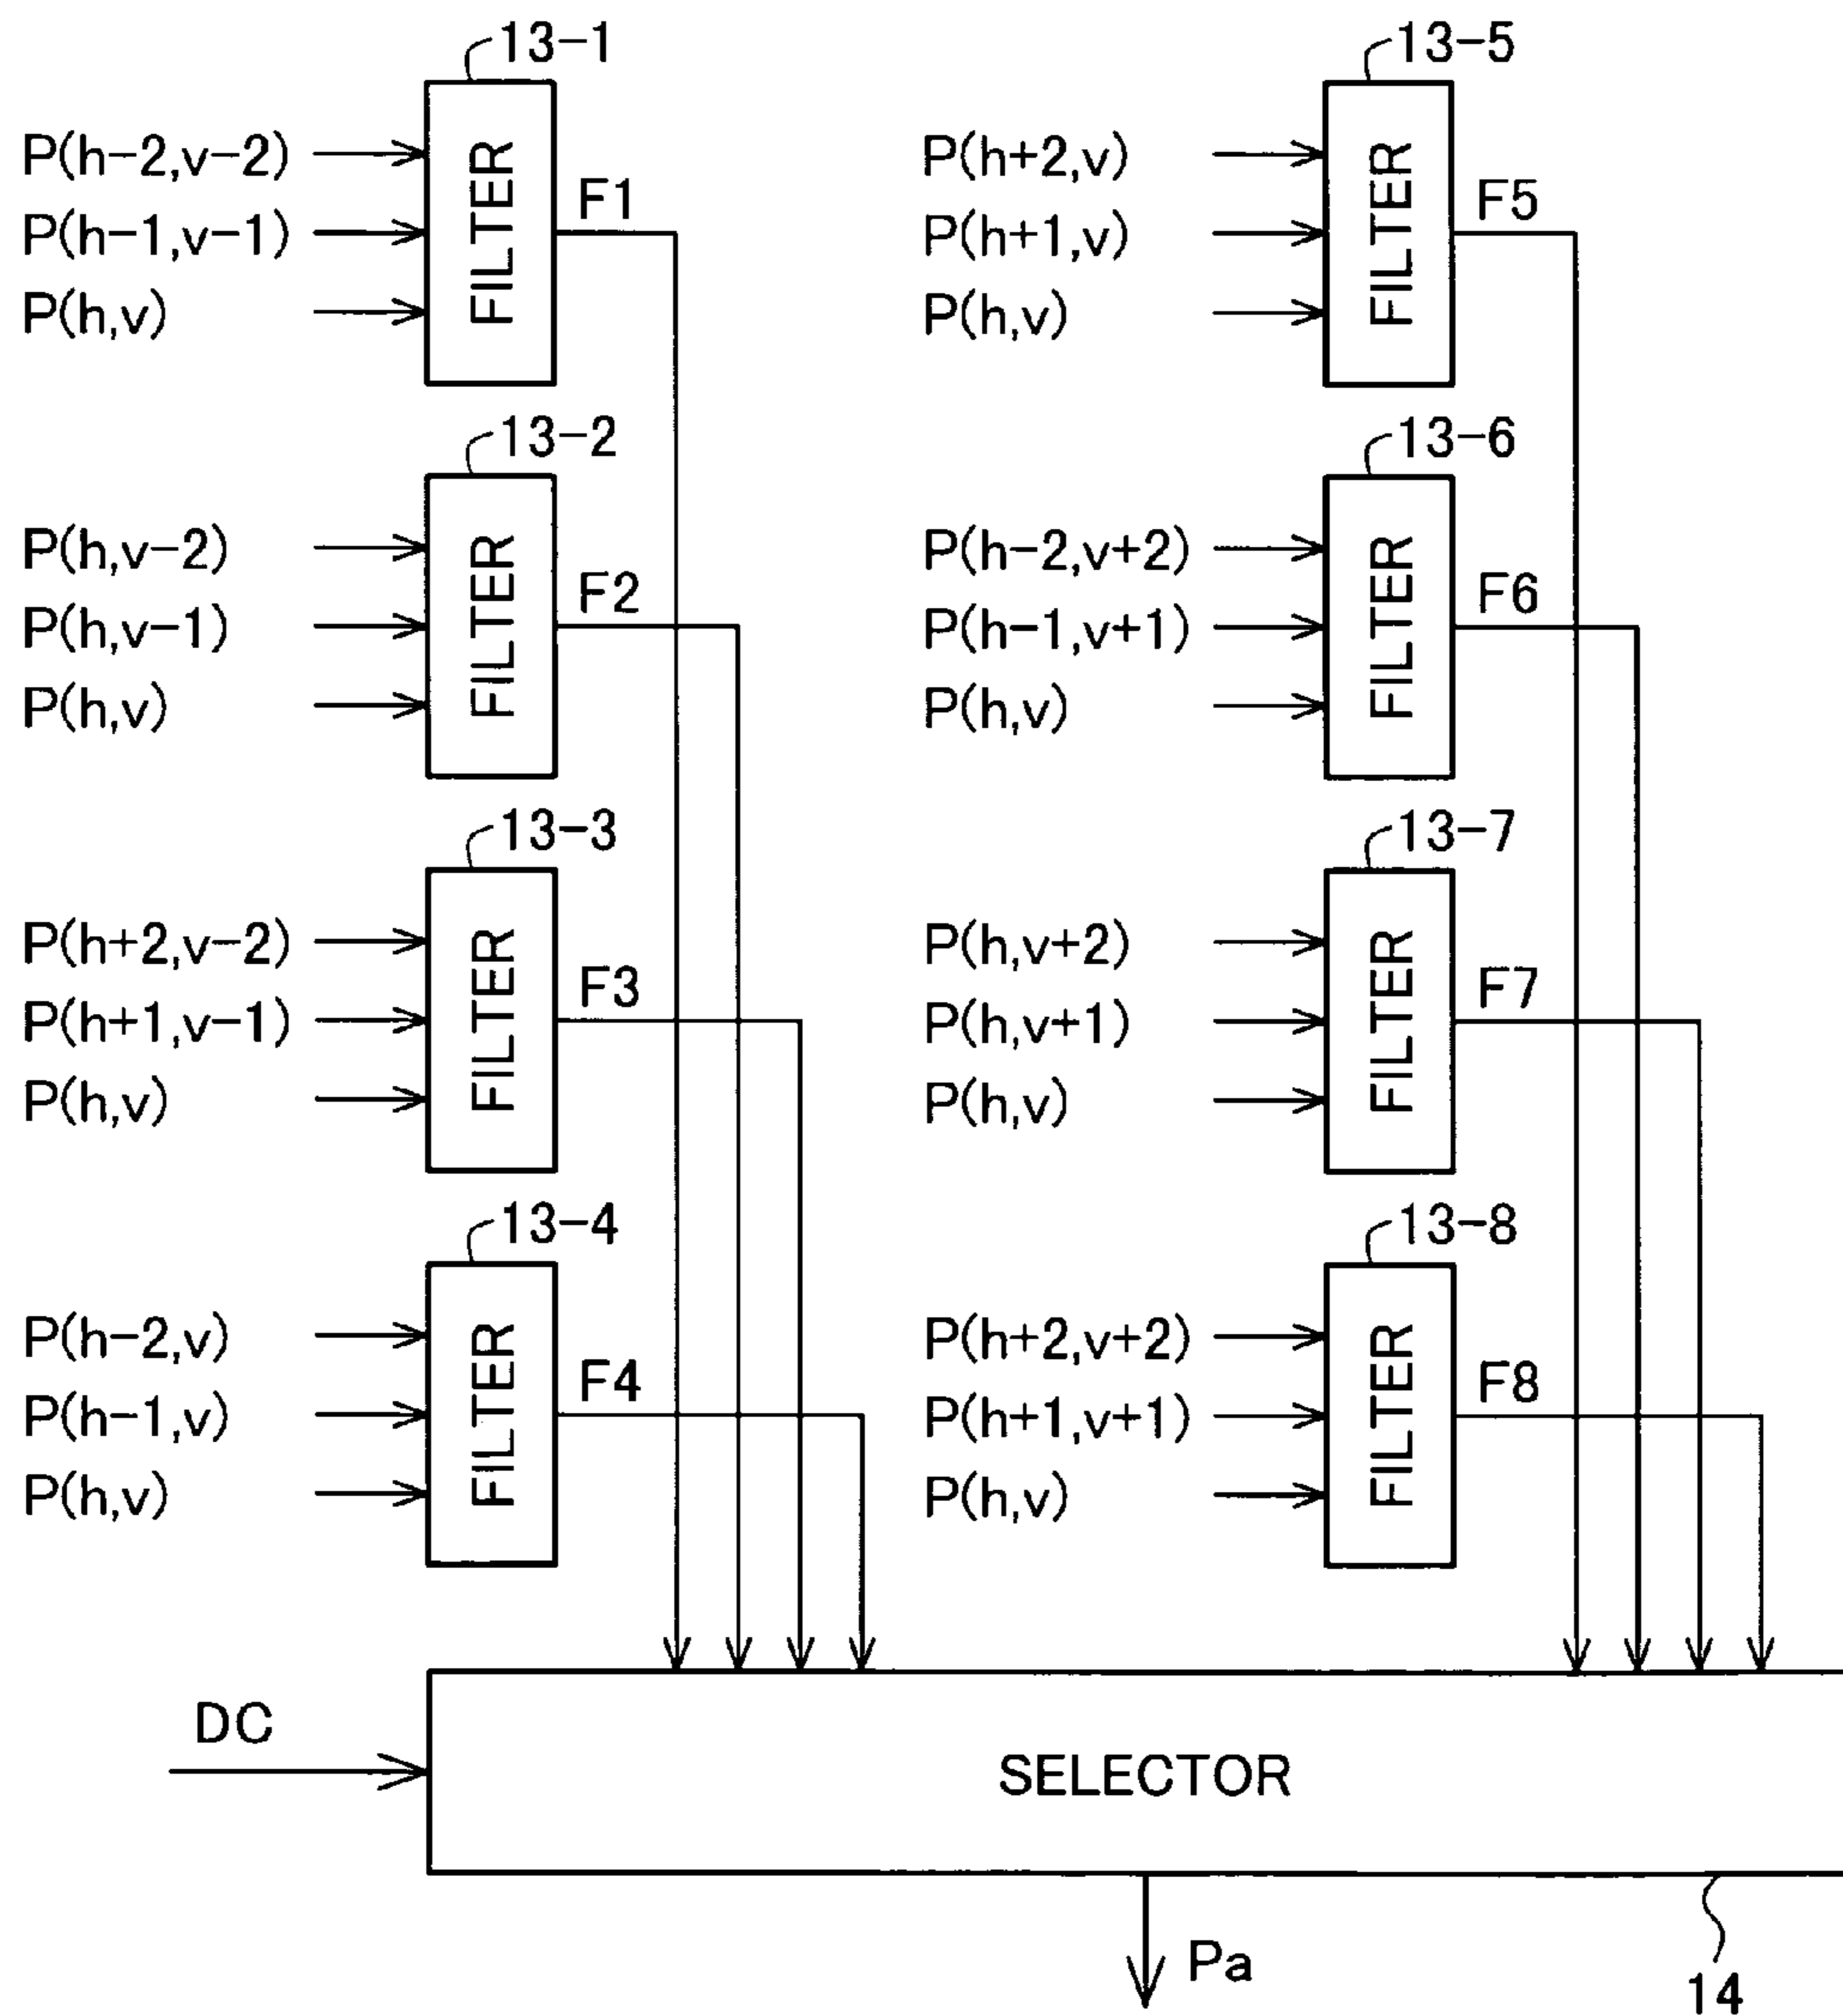 13-1
P(h-2,v-2)
P(h-1,v-1)
P(h,v)
FILTER
F1
13-2
P(h,v-2)
P(h,v-1)
P(h,v)
FILTER
F2
13-3
P(h+2,v-2)
P(h+1,v-1)
P(h,v)
FILTER
F3
13-4
P(h-2,v)
P(h-1,v)
P(h,v)
FILTER
F4
13-5
P(h+2,v)
P(h+1,v)
P(h,v)
FILTER
F5
13-6
P(h-2,v+2)
P(h-1,v+1)
P(h,v)
FILTER
F6
13-7
P(h,v+2)
P(h,v+1)
P(h,v)
FILTER
F7
13-8
P(h+2,v+2)
P(h+1,v+1)
P(h,v)
FILTER
F8
DC
SELECTOR
Pa
14